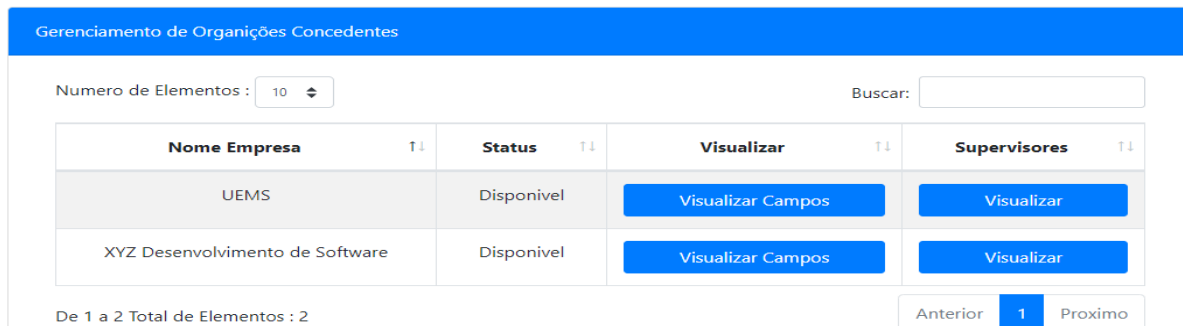 Gerenciamento de Organições Concedentes
Numero de Elementos : 10 Buscar:
Nome Empresa Status Visualizar Supervisores
UEMS Disponivel Visualizar Campos Visualizar
XYZ Desenvolvimento de Software Disponivel Visualizar Campos Visualizar
De 1 a 2 Total de Elementos : 2 Anterior 1 Proximo